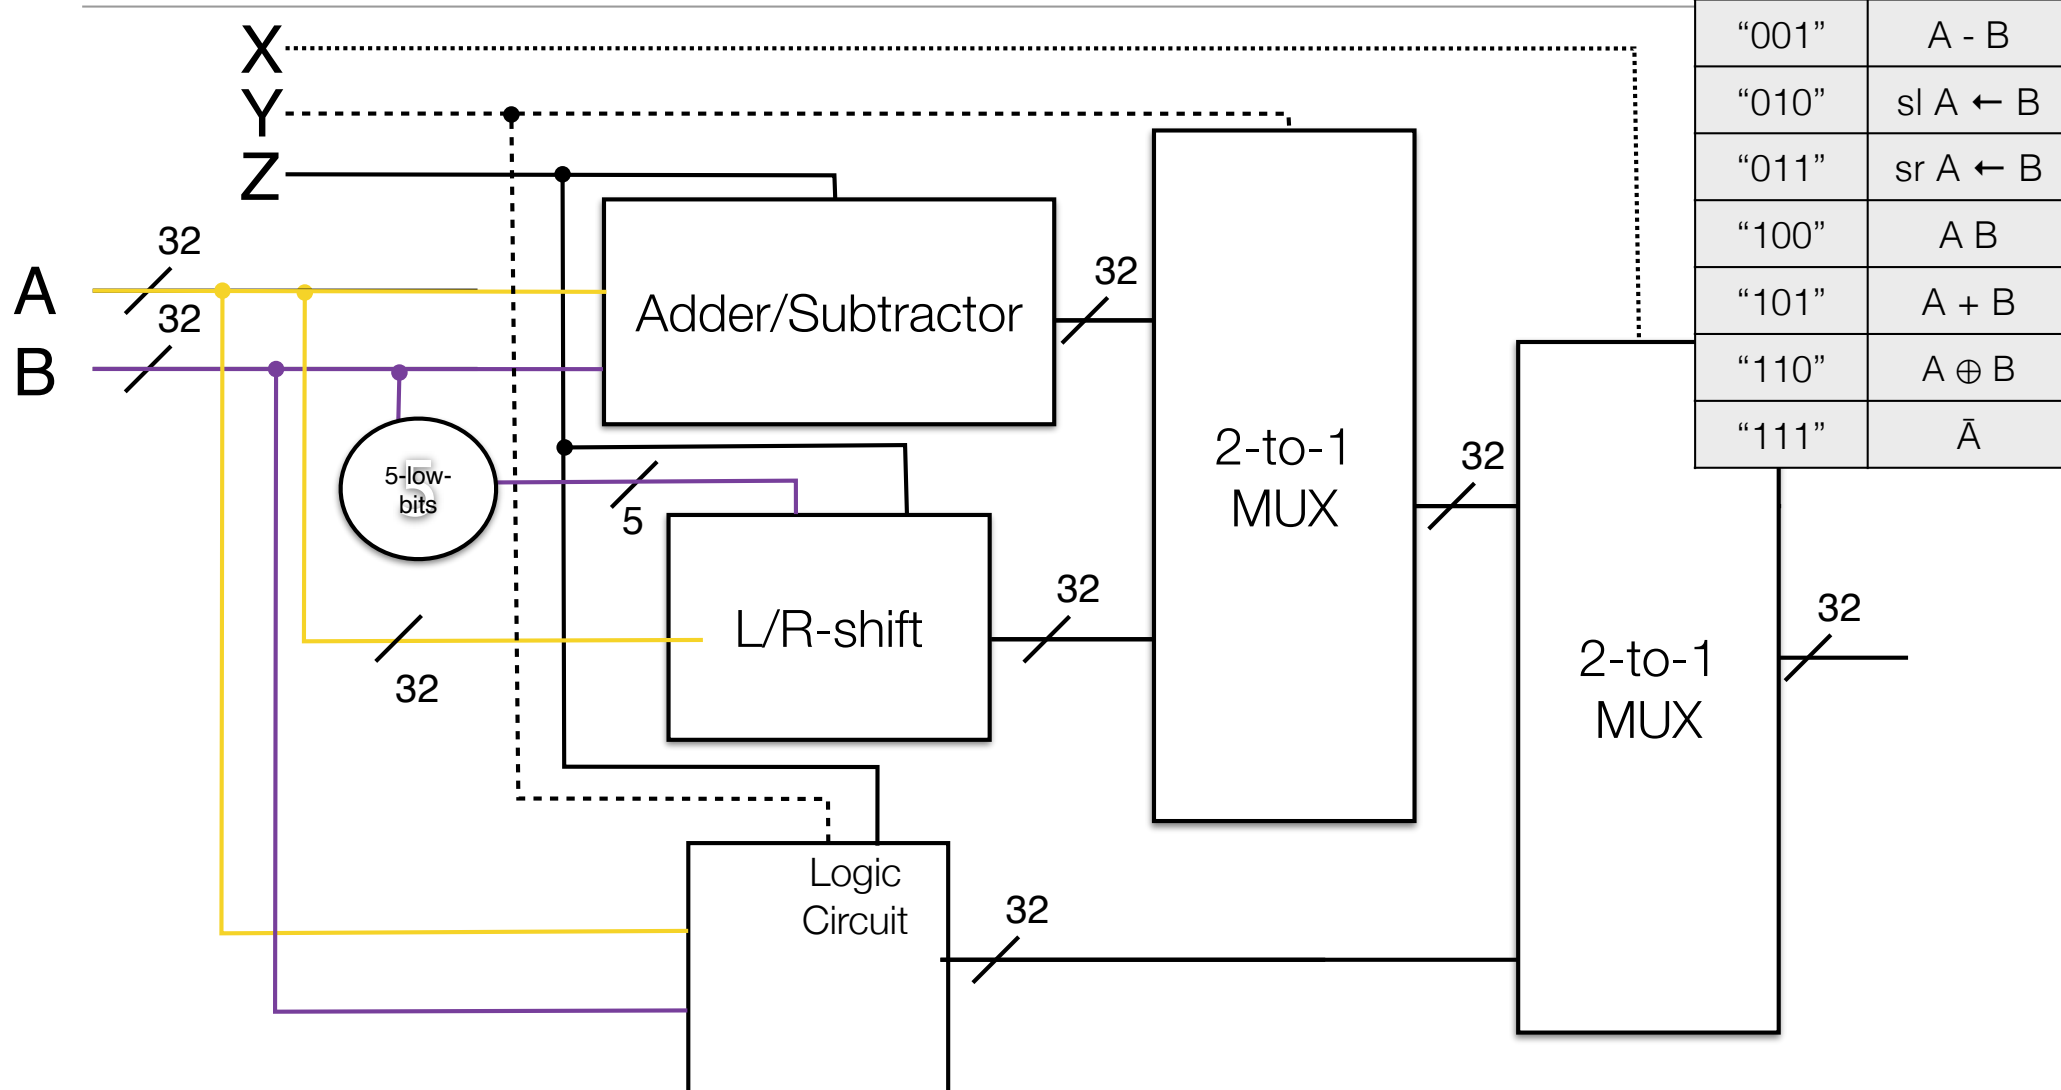 X
Y
Z
32
A
32
B
Adder/Subtractor
32
5
5-low-
bits
5
L/R-shift
32
32
2-to-1
MUX
32
2-to-1
MUX
32
Logic
Circuit
32
“001” A - B
“010” sl A ← B
“011” sr A ← B
“100” A B
“101” A + B
“110” A ⊕ B
“111” Ā